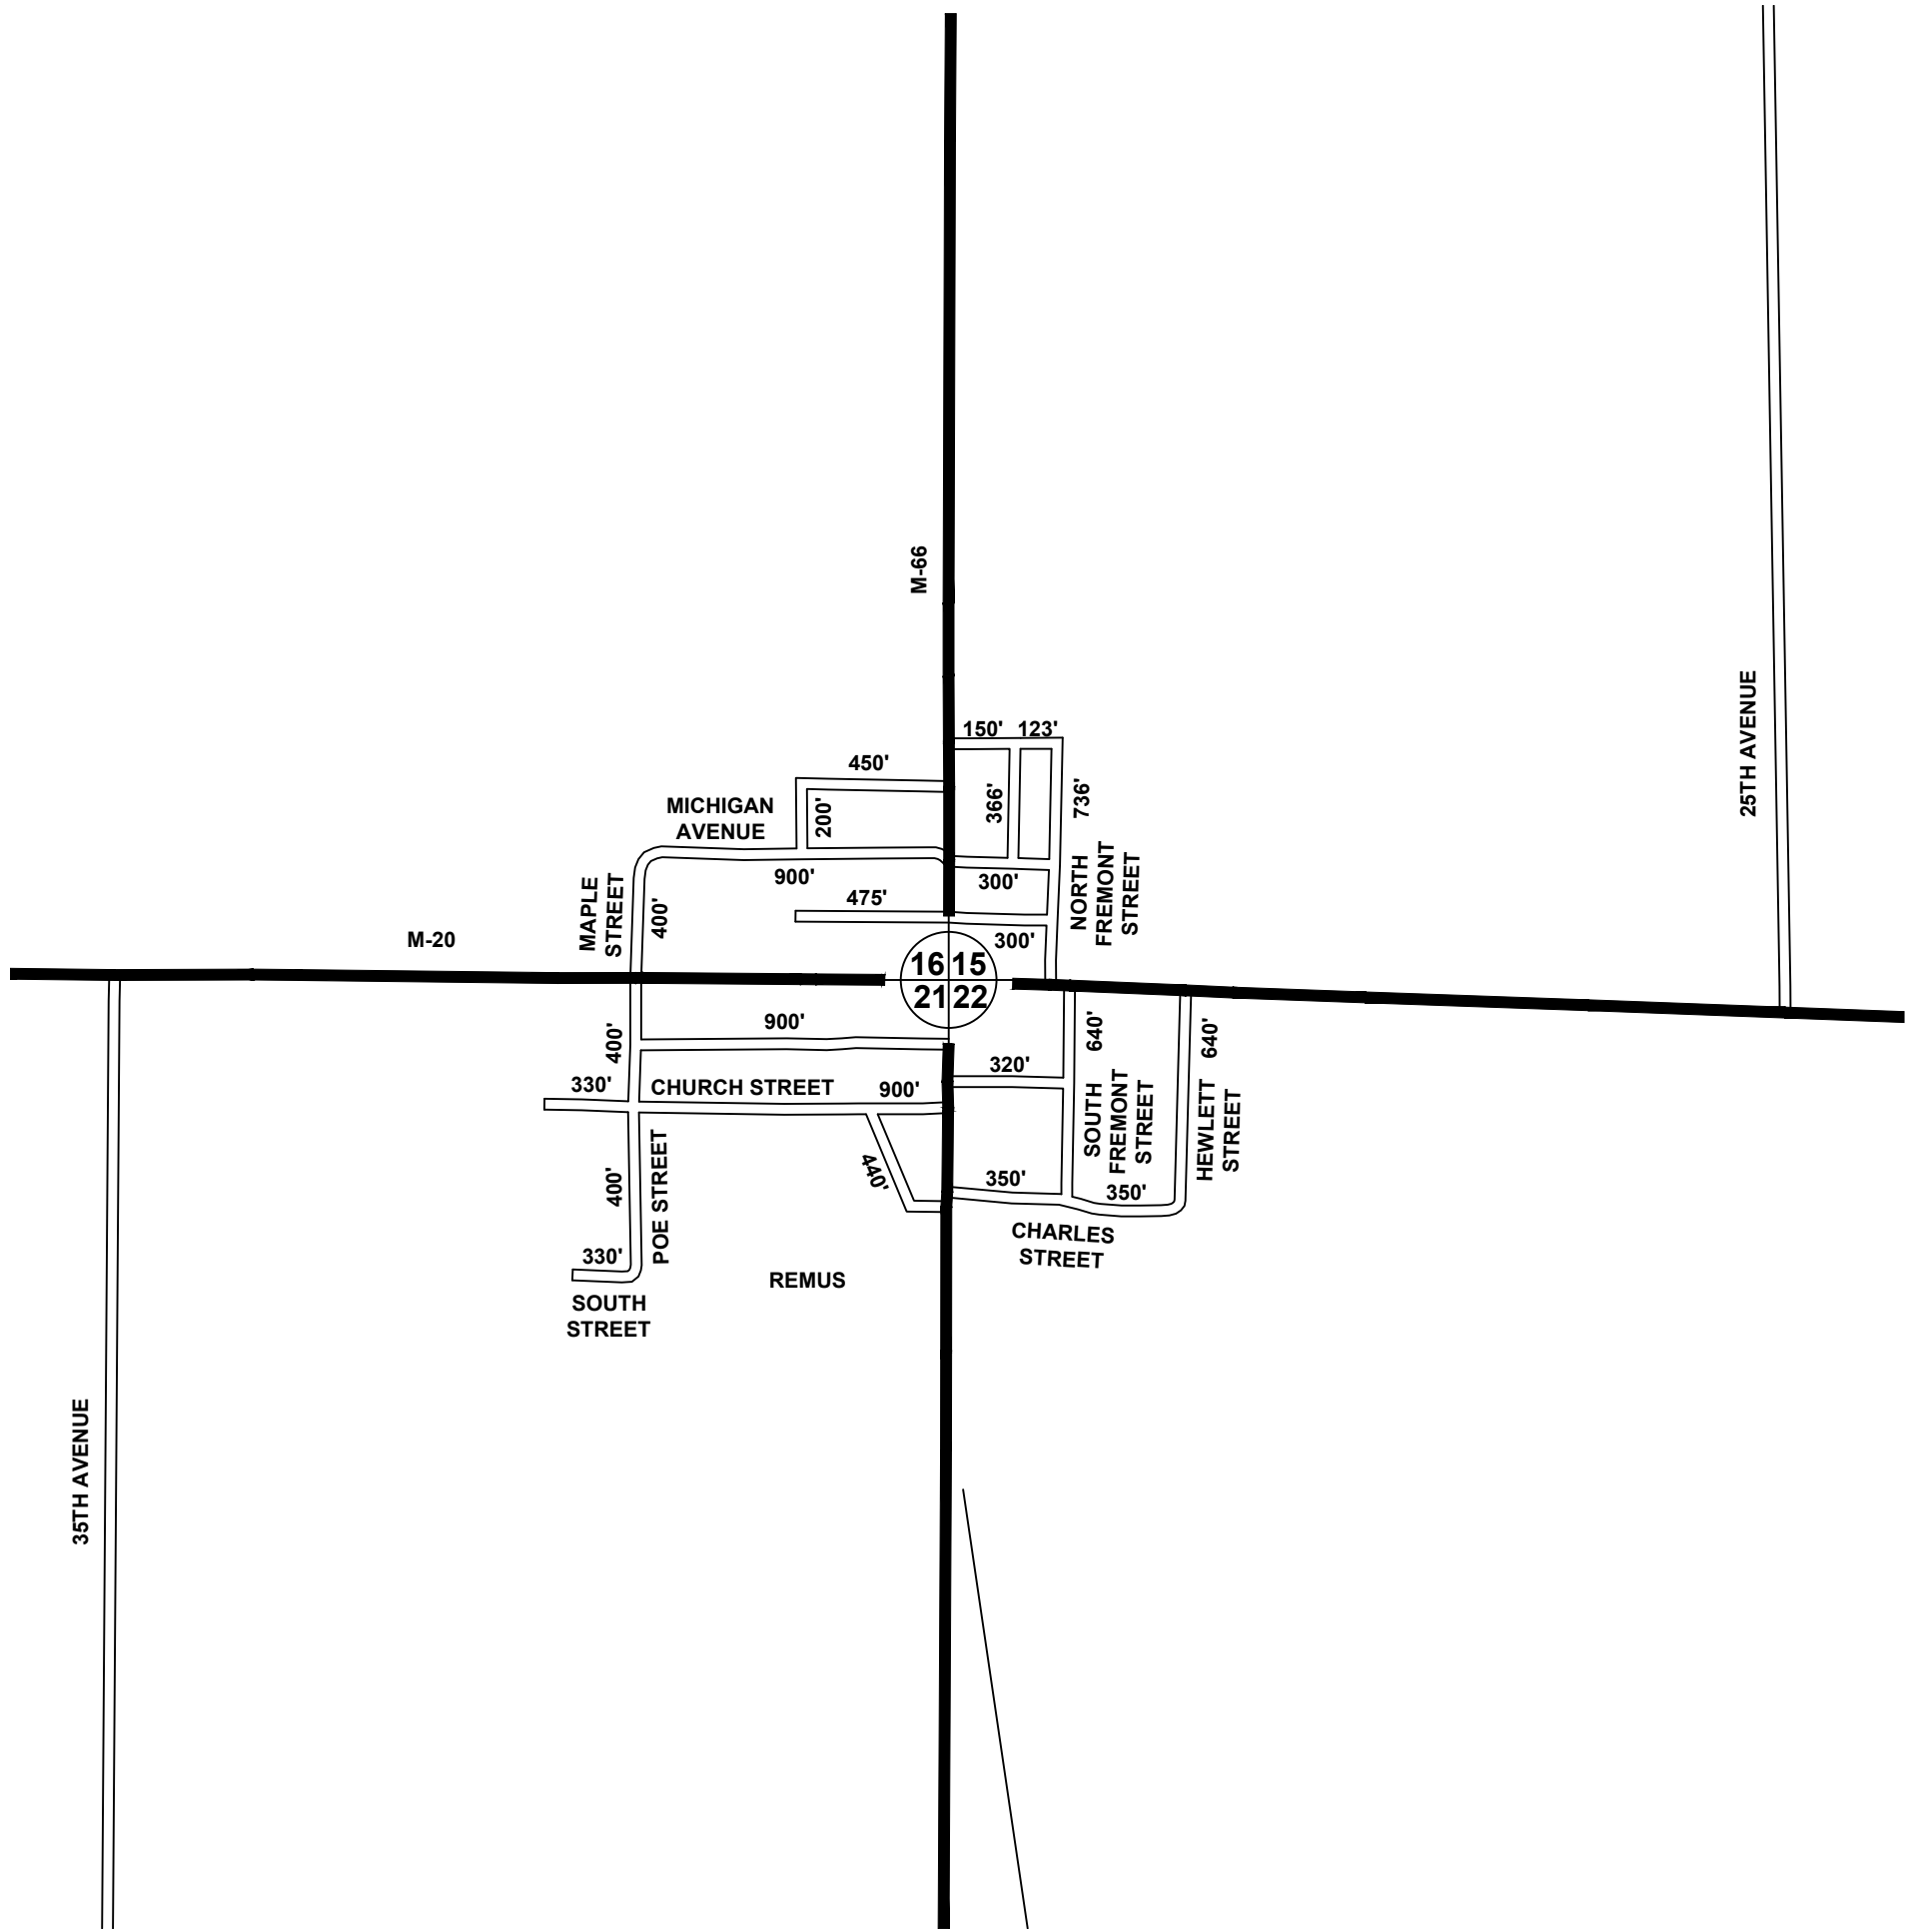 M-66
25TH AVENUE
150'
123'
450'
366'
736'
MICHIGAN
AVENUE
200'
900'
300'
NORTH
FREMONT
STREET
MAPLE
STREET
400'
475'
M-20
300'
16 15
21 22
900'
400'
640'
640'
320'
330'
CHURCH STREET
900'
SOUTH
FREMONT
STREET
HEWLETT
STREET
440'
400'
POE STREET
350'
350'
CHARLES
STREET
330'
REMUS
SOUTH
STREET
35TH AVENUE